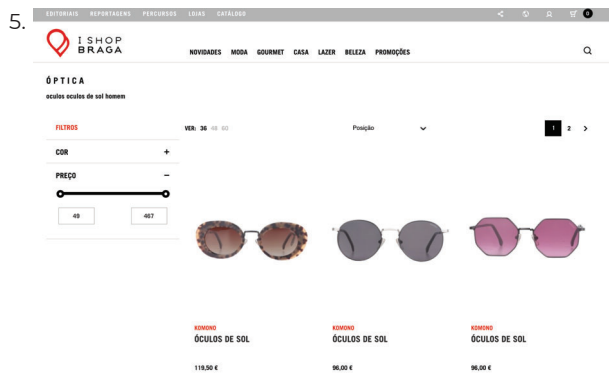 5.
EDITORIAIS REPORTAGENS PERCURSOS LOJAS CATÁLOGO
0
I SHOP
BRAGA
NOVIDADES MODA GOURMET CASA LAZER BELEZA PROMOÇÕES
ÓPTICA
oculos oculos de sol homem
FILTROS
VER: 36 48 60
Posição
1 2 >
COR +
PREÇO −
49 467
KOMONO KOMONO KOMONO
ÓCULOS DE SOL ÓCULOS DE SOL ÓCULOS DE SOL
119,50 € 96,00 € 96,00 €